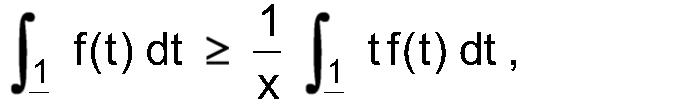 ∫₁ f(t) dt ≥ 1/x ∫₁ t f(t) dt ,